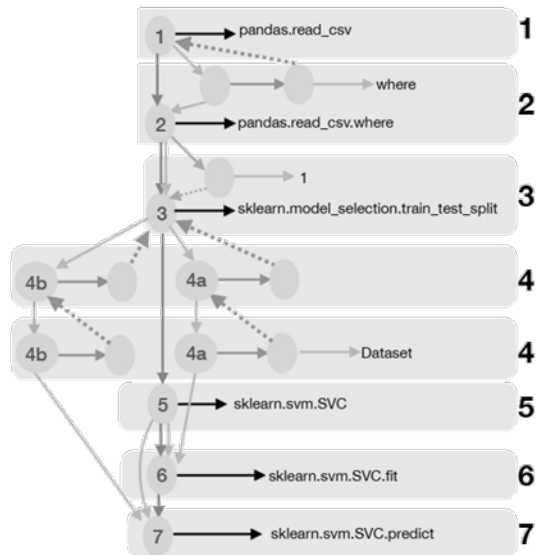 1 pandas.read_csv 1
where
2
2 pandas.read_csv.where
1
3
3 sklearn.model_selection.train_test_split
4b 4a 4
4b 4a Dataset 4
5 sklearn.svm.SVC 5
6 sklearn.svm.SVC.fit 6
7 sklearn.svm.SVC.predict 7